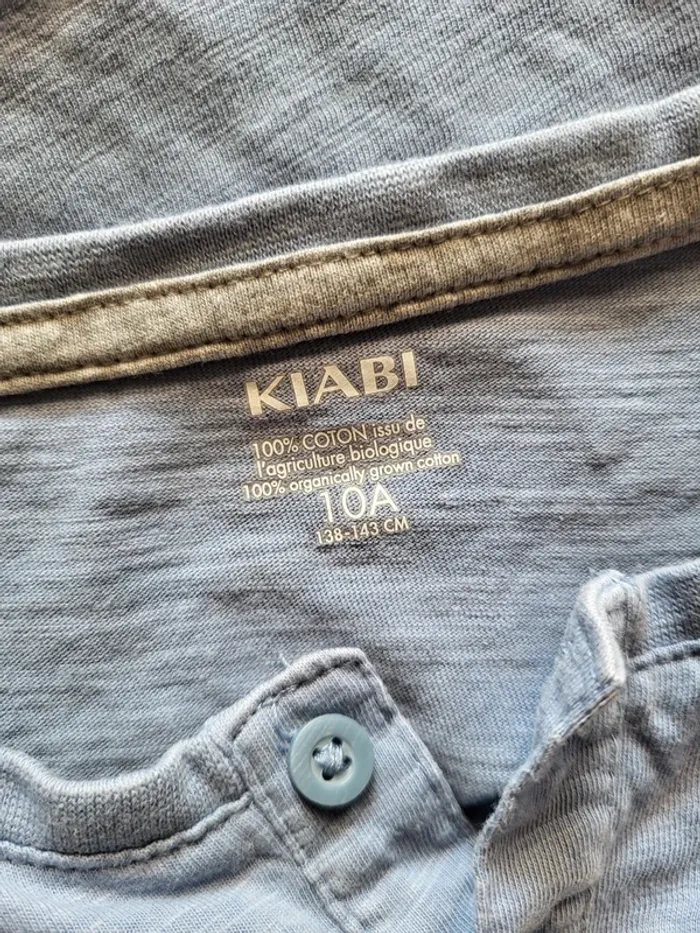 KIABI
100% COTON issu de
l'agriculture biologique
100% organically grown cotton
10A
138-143 CM